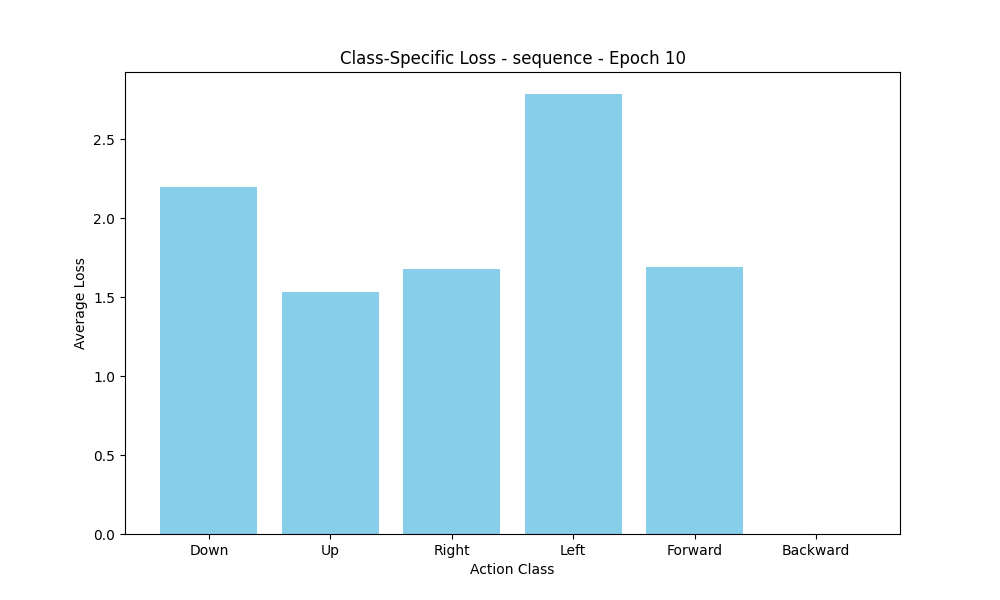 Class-Specific Loss - sequence - Epoch 10
Average Loss
2.5
2.0
1.5
1.0
0.5
0.0
Down Up Right Left Forward Backward
Action Class